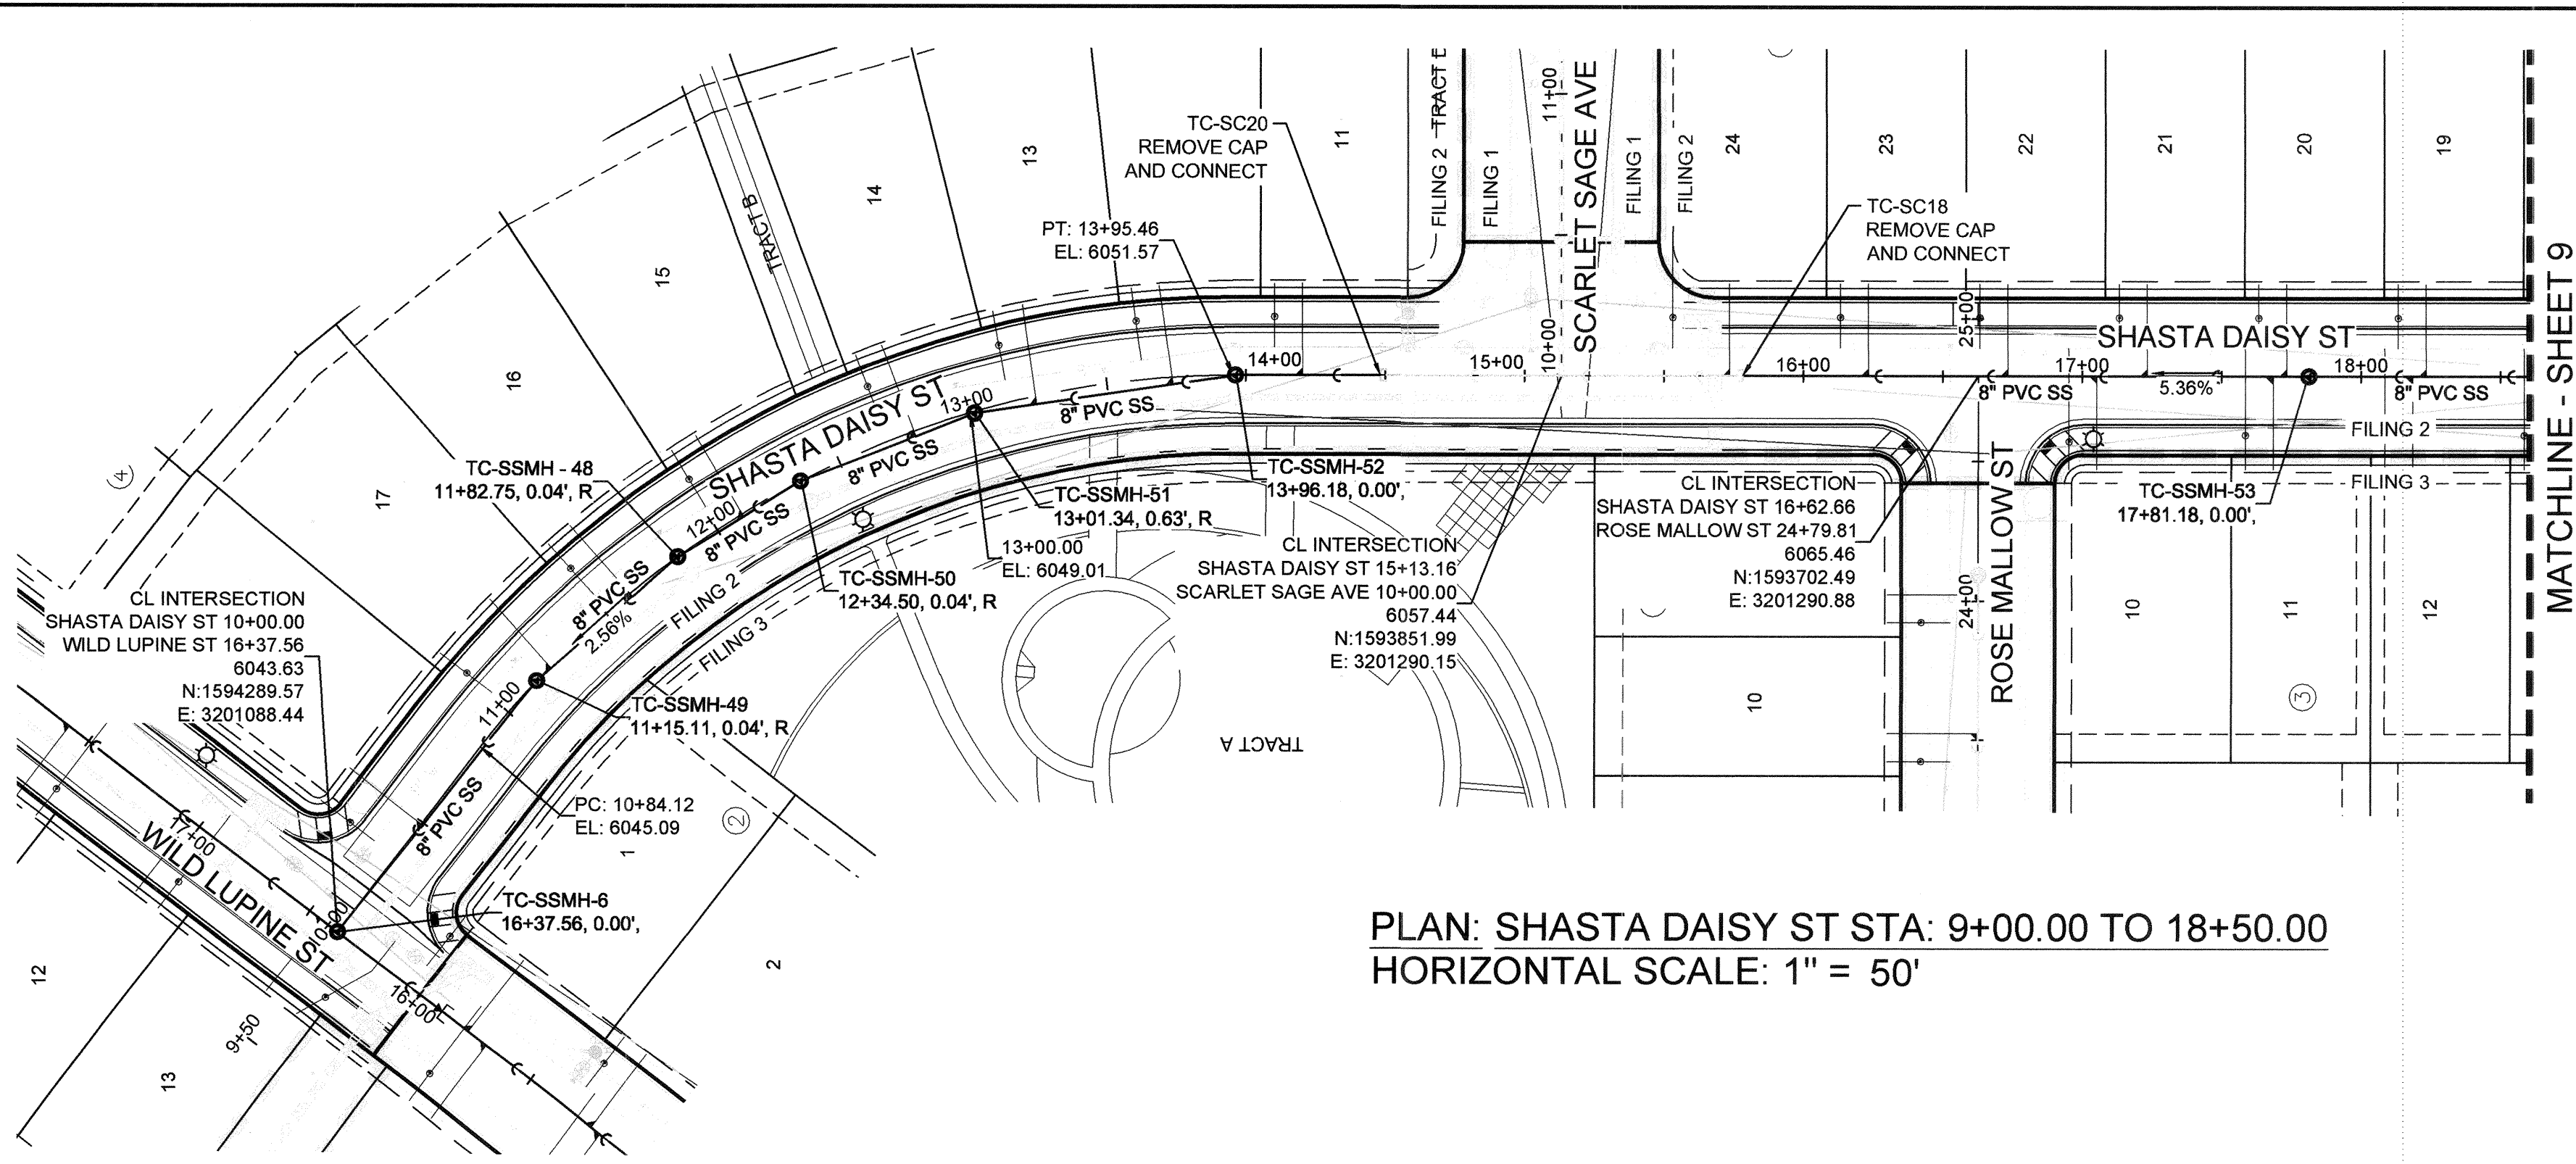 FILING 2
TRACT E
FILING 1
11+00
SCARLET SAGE AVE
FILING 1
FILING 2
24
23
22
21
20
19
11
13
14
15
16
17
TRACT B
4
TC-SC20
REMOVE CAP
AND CONNECT
PT: 13+95.46
EL: 6051.57
TC-SC18
REMOVE CAP
AND CONNECT
MATCHLINE - SHEET 9
SHASTA DAISY ST
25+00
10+00
14+00
15+00
16+00
17+00
18+00
5.36%
8" PVC SS
8" PVC SS
FILING 2
FILING 3
SHASTA DAISY ST
13+00
12+00
11+00
10+00
8" PVC SS
8" PVC SS
8" PVC SS
8" PVC SS
2.56%
8" PVC SS
FILING 2
FILING 3
TC-SSMH - 48
11+82.75, 0.04', R
TC-SSMH-52
13+96.18, 0.00',
TC-SSMH-51
13+01.34, 0.63', R
13+00.00
EL: 6049.01
TC-SSMH-50
12+34.50, 0.04', R
TC-SSMH-49
11+15.11, 0.04', R
CL INTERSECTION
SHASTA DAISY ST 10+00.00
WILD LUPINE ST 16+37.56
6043.63
N:1594289.57
E: 3201088.44
CL INTERSECTION
SHASTA DAISY ST 15+13.16
SCARLET SAGE AVE 10+00.00
6057.44
N:1593851.99
E: 3201290.15
CL INTERSECTION
SHASTA DAISY ST 16+62.66
ROSE MALLOW ST 24+79.81
6065.46
N:1593702.49
E: 3201290.88
TC-SSMH-53
17+81.18, 0.00',
ROSE MALLOW ST
24+00
10
11
12
3
10
TRACT A
PC: 10+84.12
EL: 6045.09
1
2
2
TC-SSMH-6
16+37.56, 0.00',
WILD LUPINE ST
17+00
16+00
9+50
12
13
PLAN: SHASTA DAISY ST STA: 9+00.00 TO 18+50.00
HORIZONTAL SCALE: 1" = 50'